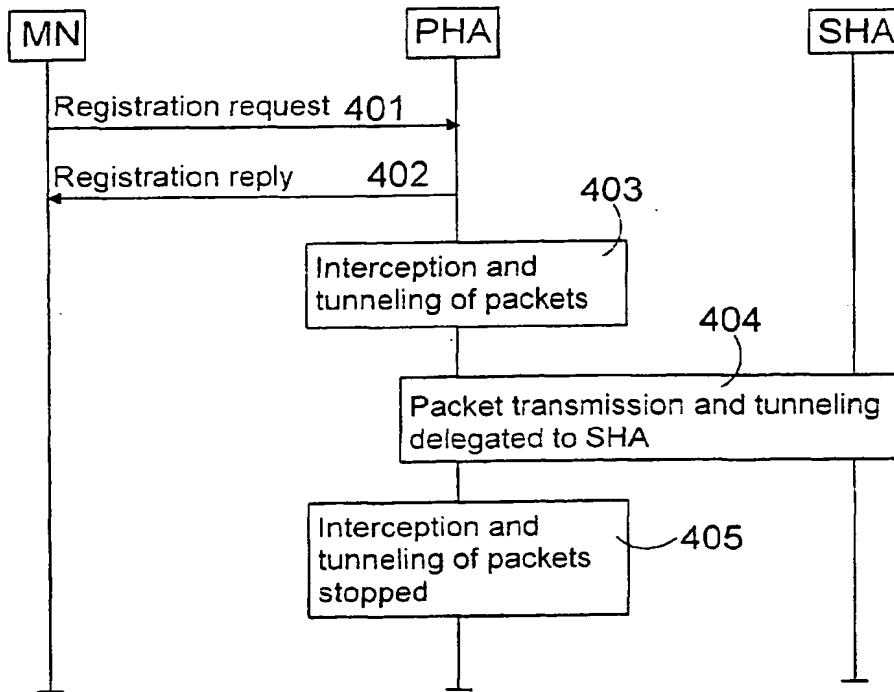 MN
PHA
SHA
Registration request 401
Registration reply 402
403
Interception and
tunneling of packets
404
Packet transmission and tunneling
delegated to SHA
Interception and
tunneling of packets
stopped
405